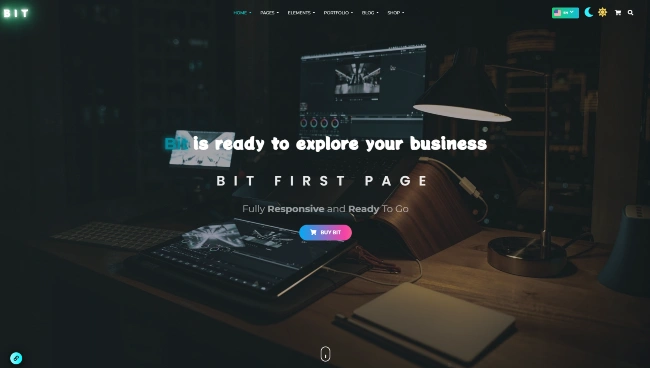 BIT
HOME PAGES ELEMENTS PORTFOLIO BLOG SHOP
Bit is ready to explore your business
BIT FIRST PAGE
Fully Responsive and Ready To Go
BUY BIT